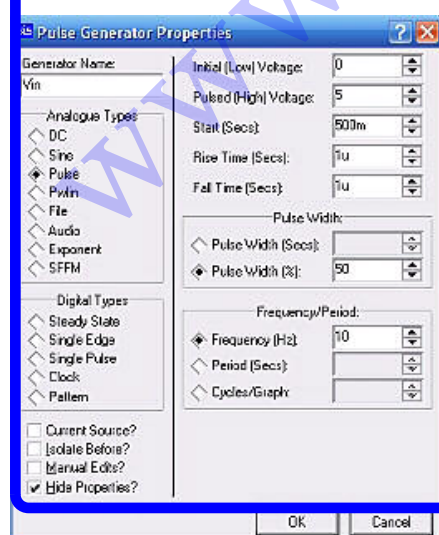 Pulse Generator Properties
Generator Name:
Vin
Analogue Types
DC
Sine
Pulse
Pwlin
File
Audio
Exponent
SFFM
Digital Types
Steady State
Single Edge
Single Pulse
Clock
Pattern
Current Source?
Isolate Before?
Manual Edits?
Hide Properties?
Initial (Low) Voltage: 0
Pulsed (High) Voltage: 5
Start (Secs): 500m
Rise Time (Secs): 1u
Fall Time (Secs): 1u
Pulse Width:
Pulse Width (Secs):
Pulse Width (%): 50
Frequency/Period:
Frequency (Hz): 10
Period (Secs):
Cycles/Graph:
OK Cancel